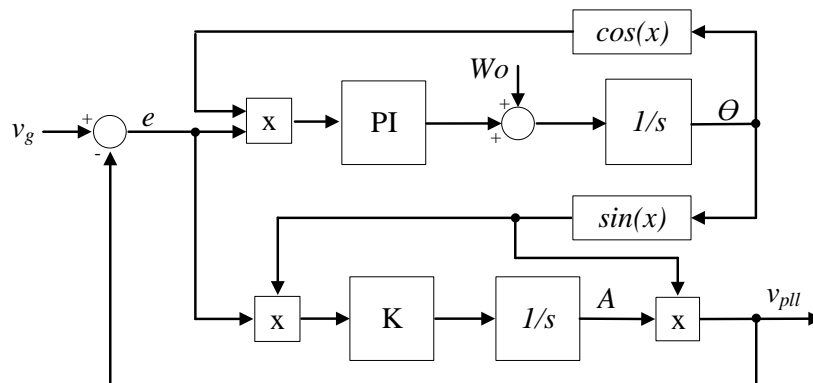 cos(x)
Wo
v_g
+
-
e
x
PI
+
+
1/s
Θ
sin(x)
x
K
1/s
A
x
v_pll